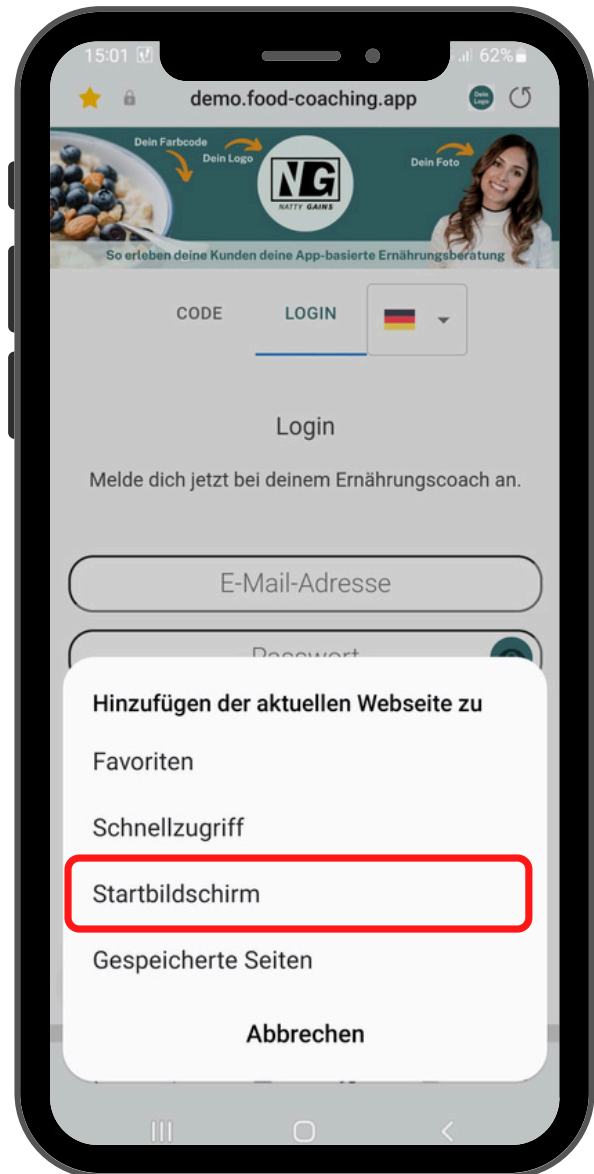 15:01 62%
demo.food-coaching.app
Dein Logo
Dein Farbcode
Dein Logo
Dein Foto
NG
NATTY GAINS
So erleben deine Kunden deine App-basierte Ernährungsberatung
CODE LOGIN
Login
Melde dich jetzt bei deinem Ernährungscoach an.
E-Mail-Adresse
Passwort
Hinzufügen der aktuellen Webseite zu
Favoriten
Schnellzugriff
Startbildschirm
Gespeicherte Seiten
Abbrechen